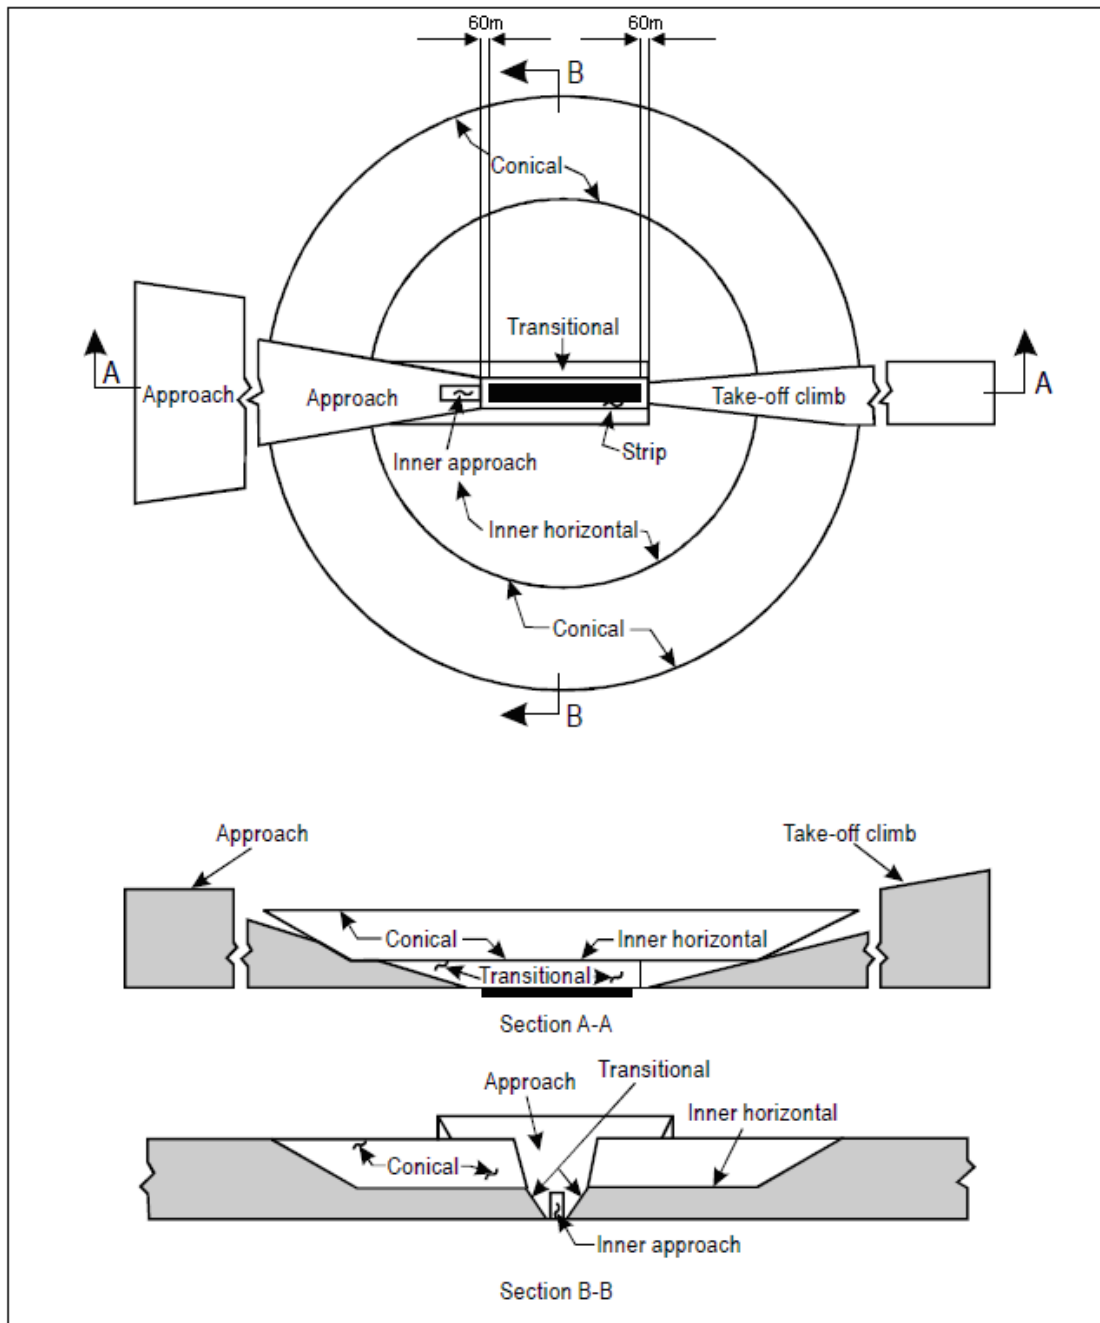 60m 60m
B
Conical
Transitional
A
Approach
Approach
Take-off climb
A
Inner approach
Strip
Inner horizontal
Conical
B
Approach
Take-off climb
Conical
Inner horizontal
Transitional
Section A-A
Transitional
Approach
Inner horizontal
Conical
Inner approach
Section B-B